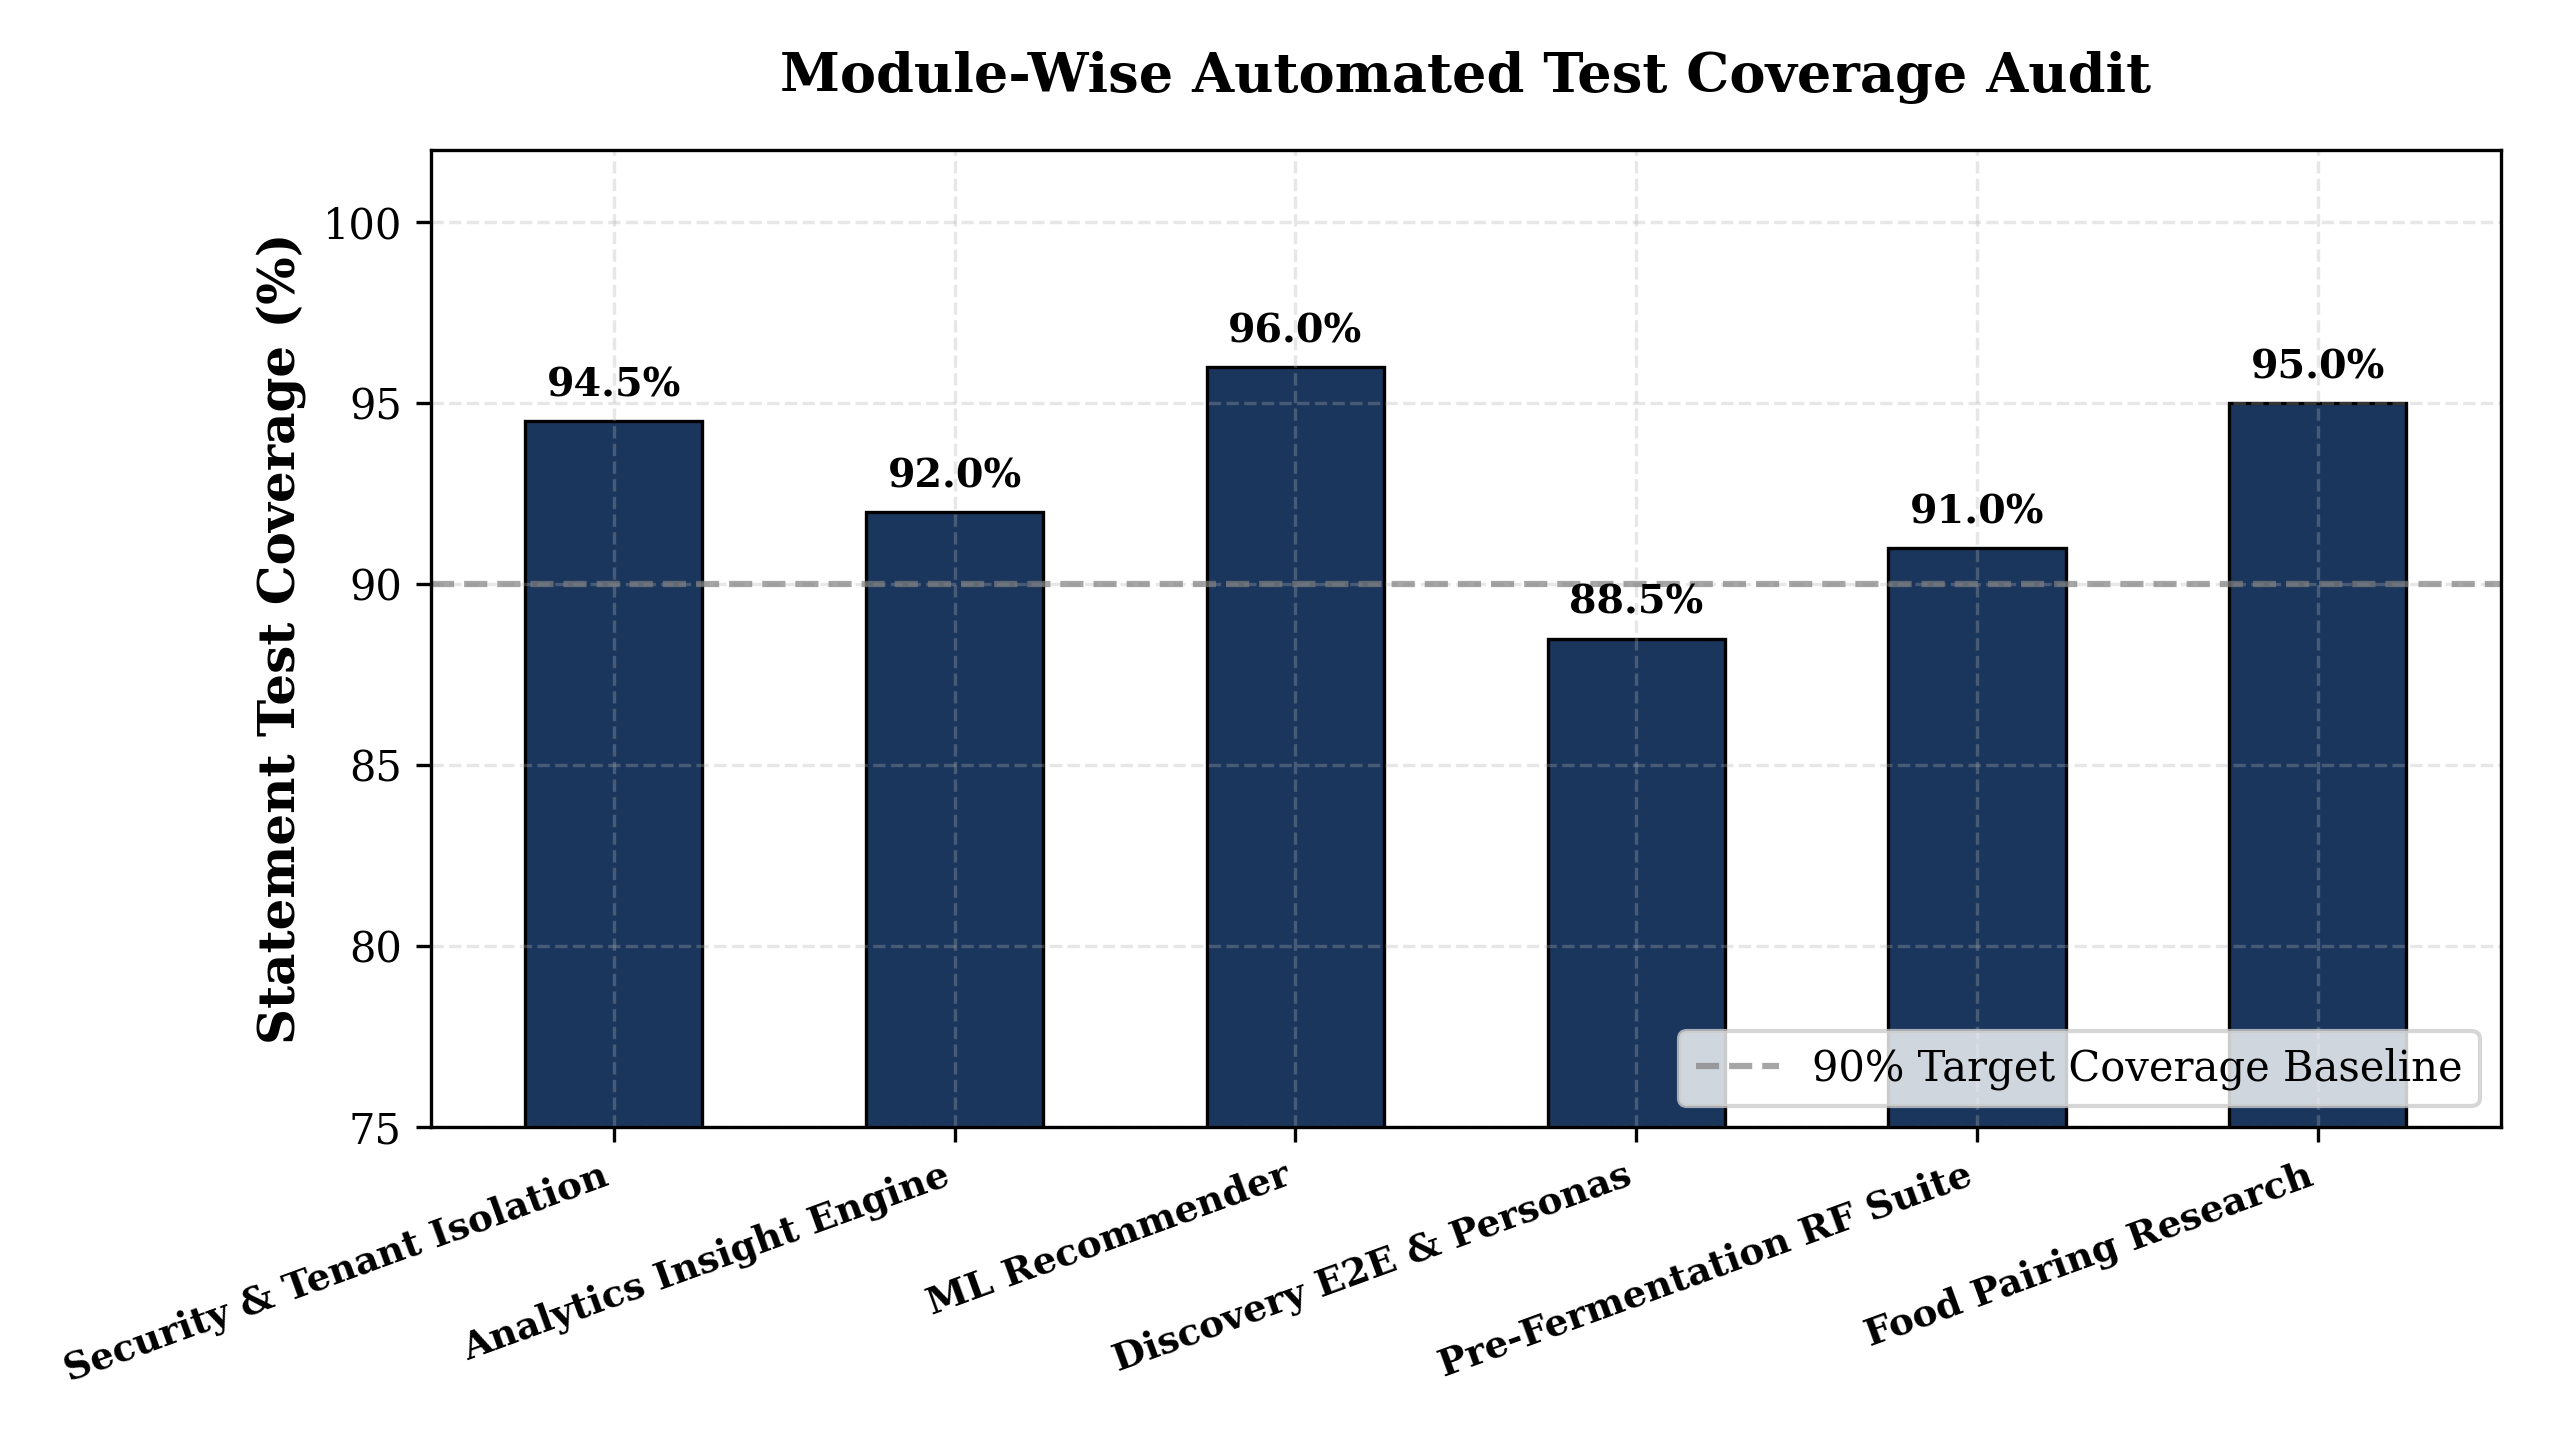 Module-Wise Automated Test Coverage Audit
Statement Test Coverage (%)
100
95
90
85
80
75
94.5%
92.0%
96.0%
88.5%
91.0%
95.0%
90% Target Coverage Baseline
Security & Tenant Isolation
Analytics Insight Engine
ML Recommender
Discovery E2E & Personas
Pre-Fermentation RF Suite
Food Pairing Research